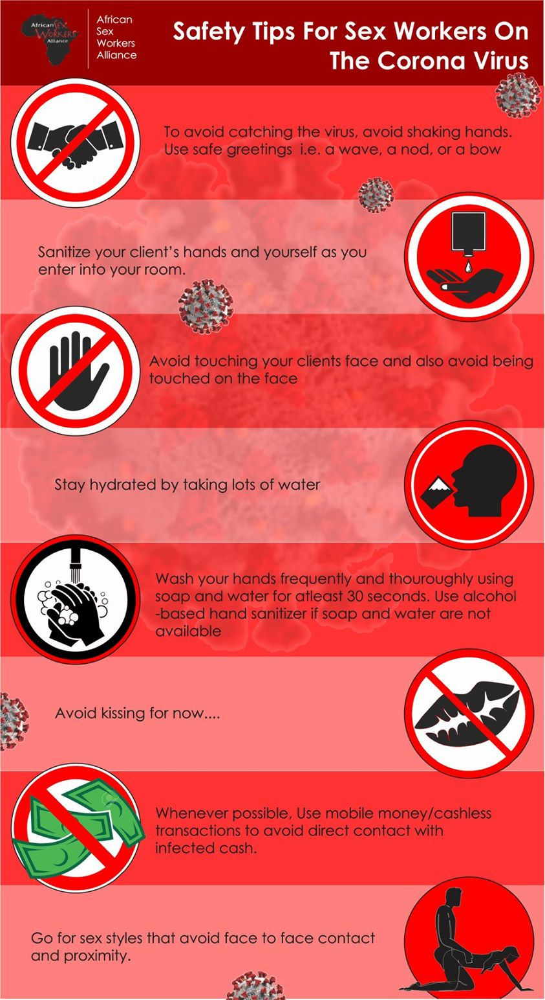 African Sex
Workers
Alliance
African
Sex
Workers
Alliance
Safety Tips For Sex Workers On
The Corona Virus
To avoid catching the virus, avoid shaking hands.
Use safe greetings i.e. a wave, a nod, or a bow
Sanitize your client's hands and yourself as you
enter into your room.
Avoid touching your clients face and also avoid being
touched on the face
Stay hydrated by taking lots of water
Wash your hands frequently and thouroughly using
soap and water for atleast 30 seconds. Use alcohol
-based hand sanitizer if soap and water are not
available
Avoid kissing for now....
Whenever possible, Use mobile money/cashless
transactions to avoid direct contact with
infected cash.
Go for sex styles that avoid face to face contact
and proximity.